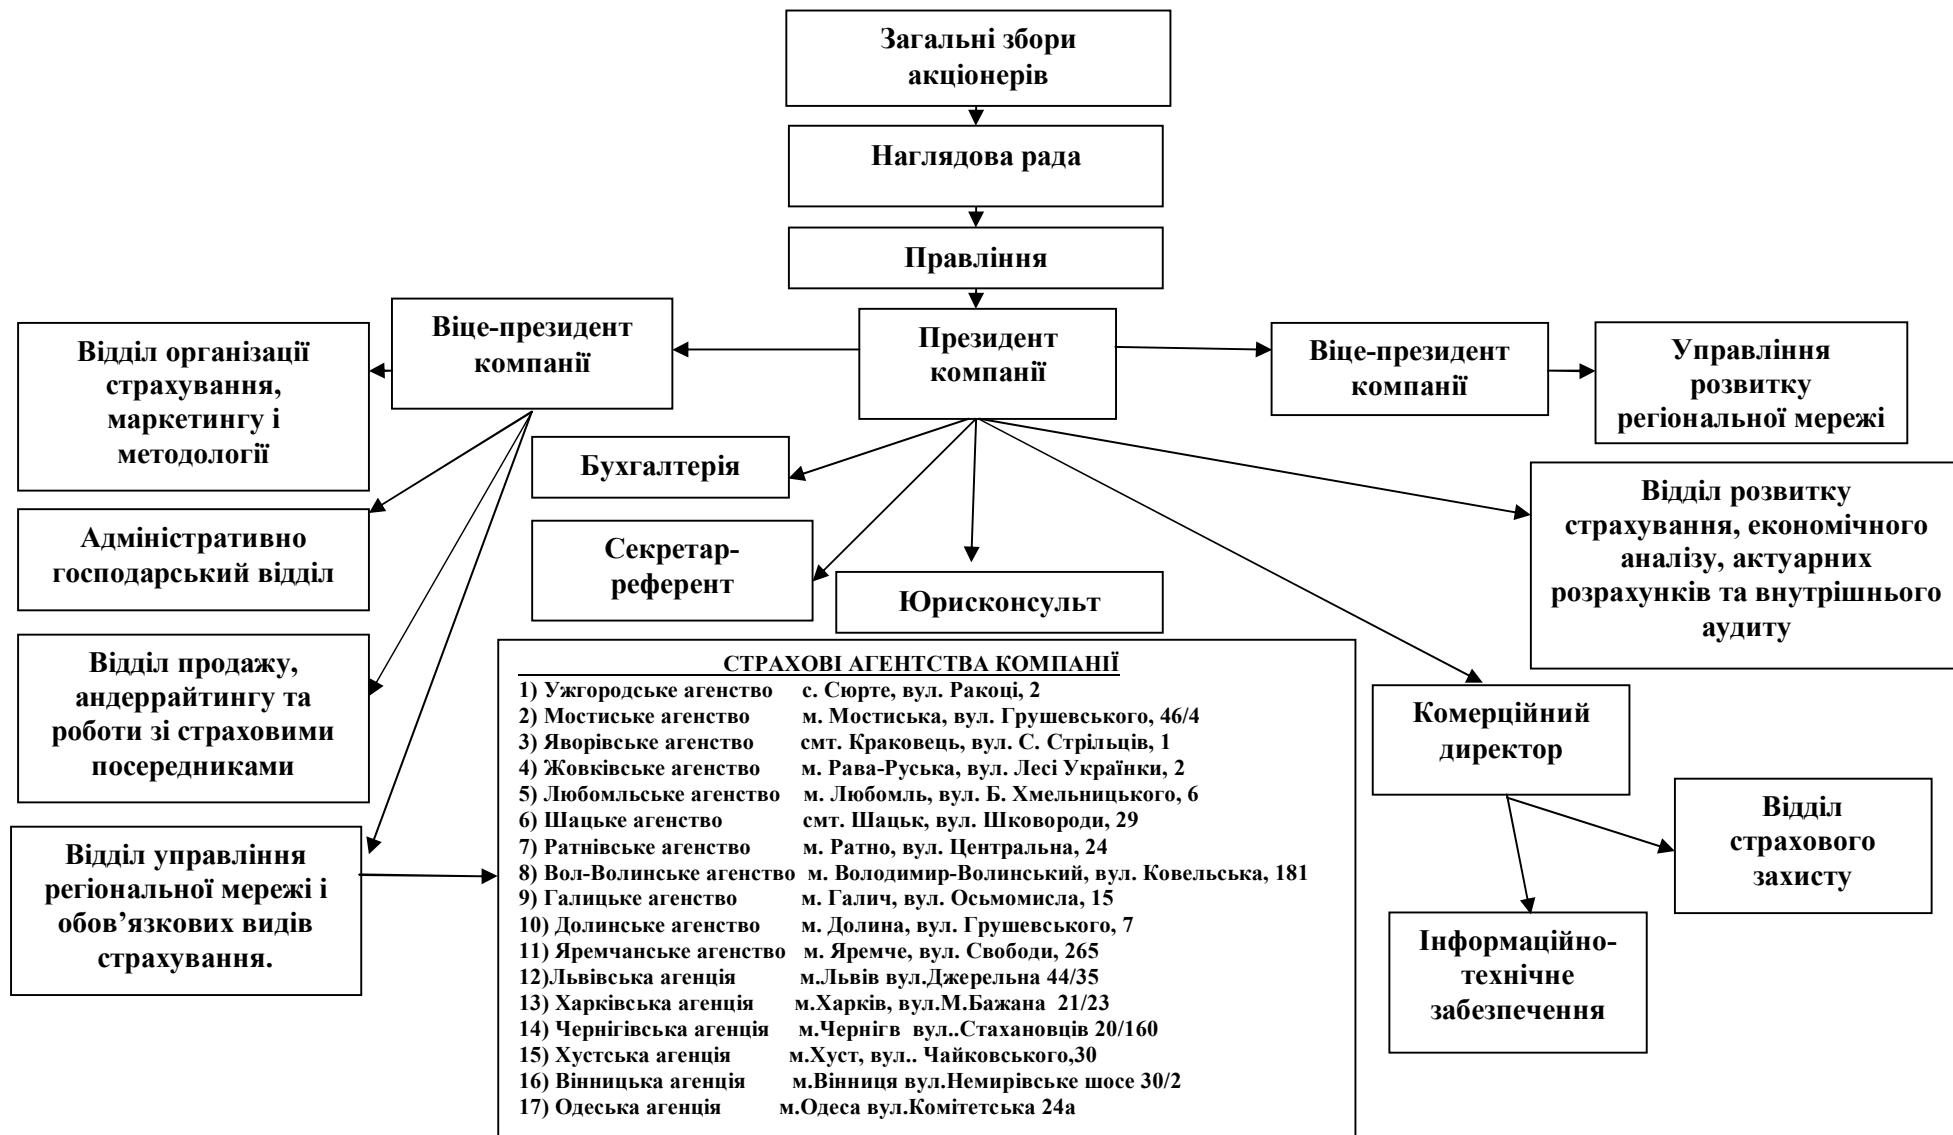 Загальні збори
акціонерів
Наглядова рада
Правління
Президент
компанії
Віце-президент
компанії
Віце-президент
компанії
Управління
розвитку
регіональної мережі
Відділ організації
страхування,
маркетингу і
методології
Адміністративно
господарський відділ
Відділ продажу,
андеррайтингу та
роботи зі страховими
посередниками
Відділ управління
регіональної мережі і
обов’язкових видів
страхування.
Бухгалтерія
Секретар-
референт
Юрисконсульт
Відділ розвитку
страхування, економічного
аналізу, актуарних
розрахунків та внутрішнього
аудиту
Комерційний
директор
Відділ
страхового
захисту
Інформаційно-
технічне
забезпечення
СТРАХОВІ АГЕНТСТВА КОМПАНІЇ
1) Ужгородське агенство с. Сюрте, вул. Ракоці, 2
2) Мостиське агенство м. Мостиська, вул. Грушевського, 46/4
3) Яворівське агенство смт. Краковець, вул. С. Стрільців, 1
4) Жовківське агенство м. Рава-Руська, вул. Лесі Українки, 2
5) Любомльське агенство м. Любомль, вул. Б. Хмельницького, 6
6) Шацьке агенство смт. Шацьк, вул. Шковороди, 29
7) Ратнівське агенство м. Ратно, вул. Центральна, 24
8) Вол-Волинське агенство м. Володимир-Волинський, вул. Ковельська, 181
9) Галицьке агенство м. Галич, вул. Осьмомисла, 15
10) Долинське агенство м. Долина, вул. Грушевського, 7
11) Яремчанське агенство м. Яремче, вул. Свободи, 265
12)Львівська агенція м.Львів вул.Джерельна 44/35
13) Харківська агенція м.Харків, вул.М.Бажана 21/23
14) Чернігівська агенція м.Чернігв вул..Стахановців 20/160
15) Хустська агенція м.Хуст, вул.. Чайковського,30
16) Вінницька агенція м.Вінниця вул.Немирівське шосе 30/2
17) Одеська агенція м.Одеса вул.Комітетська 24а